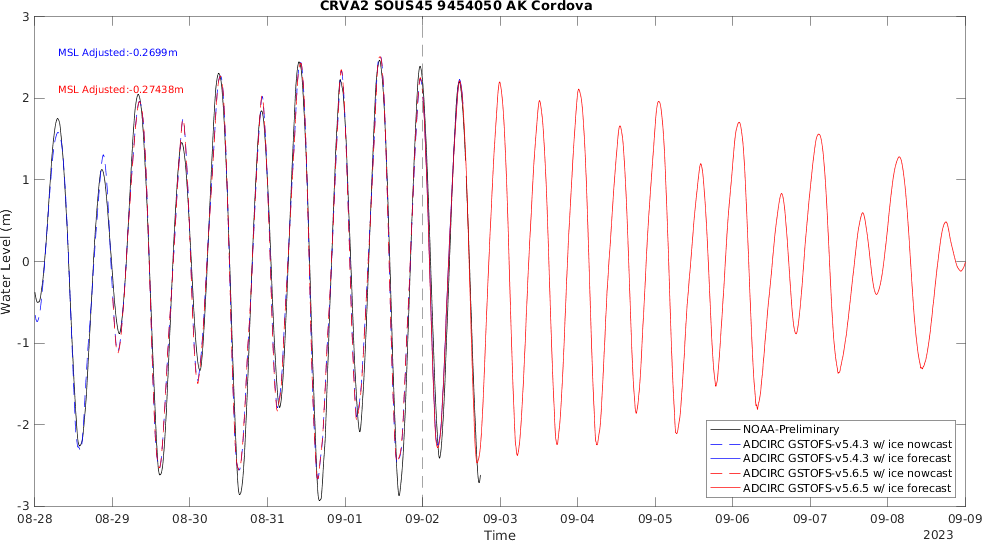 CRVA2 SOUS45 9454050 AK Cordova
MSL Adjusted:-0.2699m
MSL Adjusted:-0.27438m
3
2
1
0
-1
-2
-3
Water Level (m)
NOAA-Preliminary
ADCIRC GSTOFS-v5.4.3 w/ ice nowcast
ADCIRC GSTOFS-v5.4.3 w/ ice forecast
ADCIRC GSTOFS-v5.6.5 w/ ice nowcast
ADCIRC GSTOFS-v5.6.5 w/ ice forecast
08-28 08-29 08-30 08-31 09-01 09-02 09-03 09-04 09-05 09-06 09-07 09-08 09-09
Time
2023